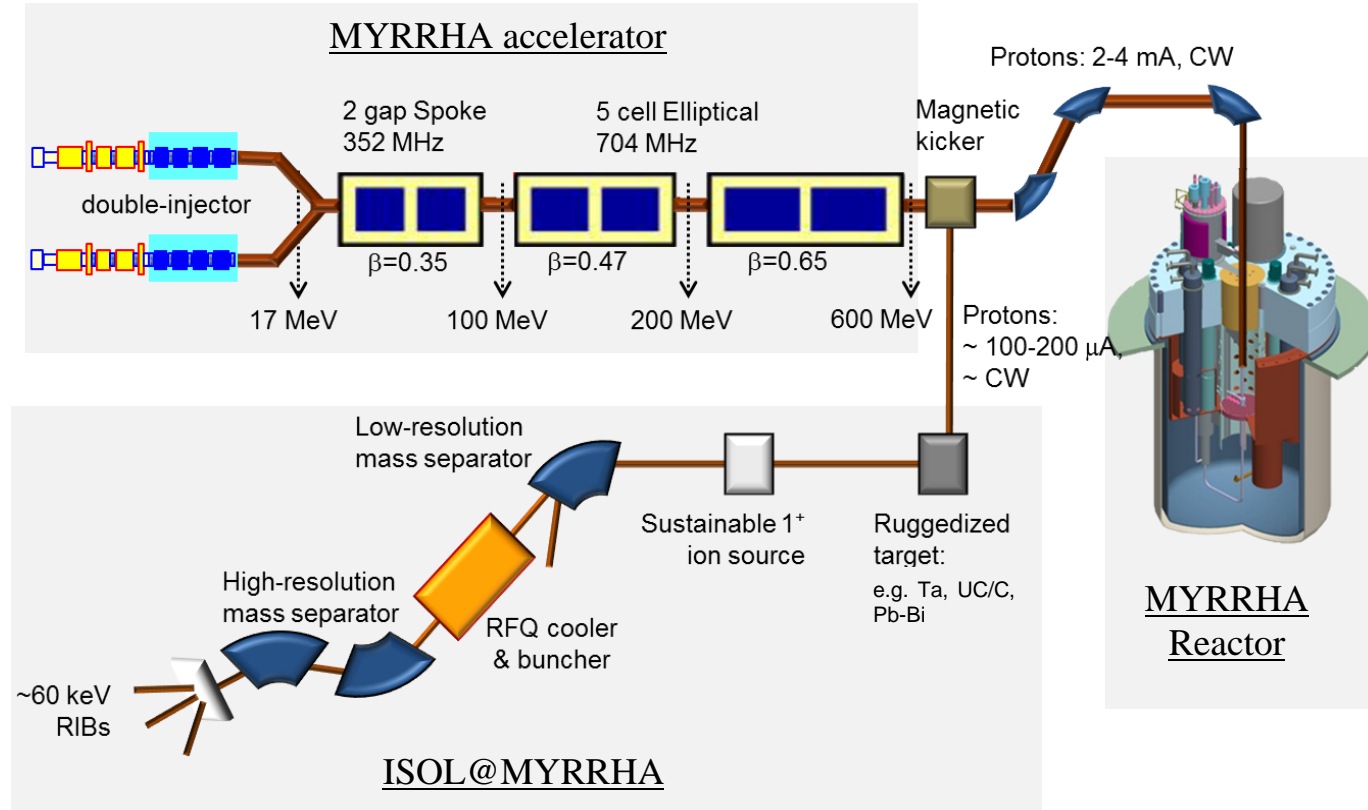 MYRRHA accelerator
Protons: 2-4 mA, CW
2 gap Spoke
352 MHz
5 cell Elliptical
704 MHz
Magnetic
kicker
double-injector
β=0.35
β=0.47
β=0.65
17 MeV
100 MeV
200 MeV
600 MeV
Protons:
~ 100-200 μA,
~ CW
Low-resolution
mass separator
Sustainable 1⁺
ion source
Ruggedized
target:
e.g. Ta, UC/C,
Pb-Bi
High-resolution
mass separator
RFQ cooler
& buncher
~60 keV
RIBs
ISOL@MYRRHA
MYRRHA
Reactor